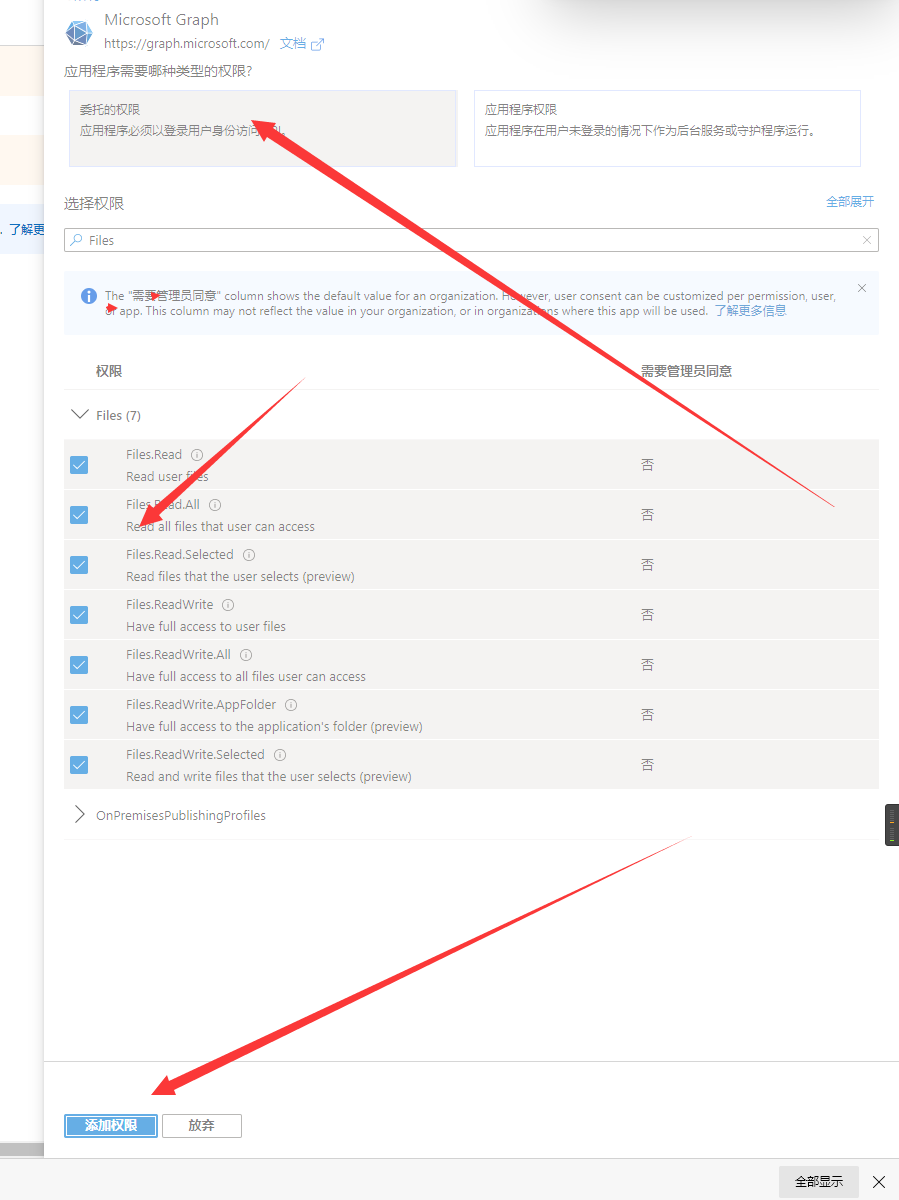 Microsoft Graph
https://graph.microsoft.com/ 文档
应用程序需要哪种类型的权限?
委托的权限
应用程序必须以登录用户身份访问
应用程序权限
应用程序在用户未登录的情况下作为后台服务或守护程序运行。
选择权限
全部展开
Files
The "需要管理员同意" column shows the default value for an organization. However, user consent can be customized per permission, user,
or app. This column may not reflect the value in your organization, or in organizations where this app will be used. 了解更多信息
. 了解更
权限 需要管理员同意
Files (7)
Files.Read
Read user files
否
Files.Read.All
Read all files that user can access
否
Files.Read.Selected
Read files that the user selects (preview)
否
Files.ReadWrite
Have full access to user files
否
Files.ReadWrite.All
Have full access to all files user can access
否
Files.ReadWrite.AppFolder
Have full access to the application's folder (preview)
否
Files.ReadWrite.Selected
Read and write files that the user selects (preview)
否
OnPremisesPublishingProfiles
添加权限 放弃
全部显示